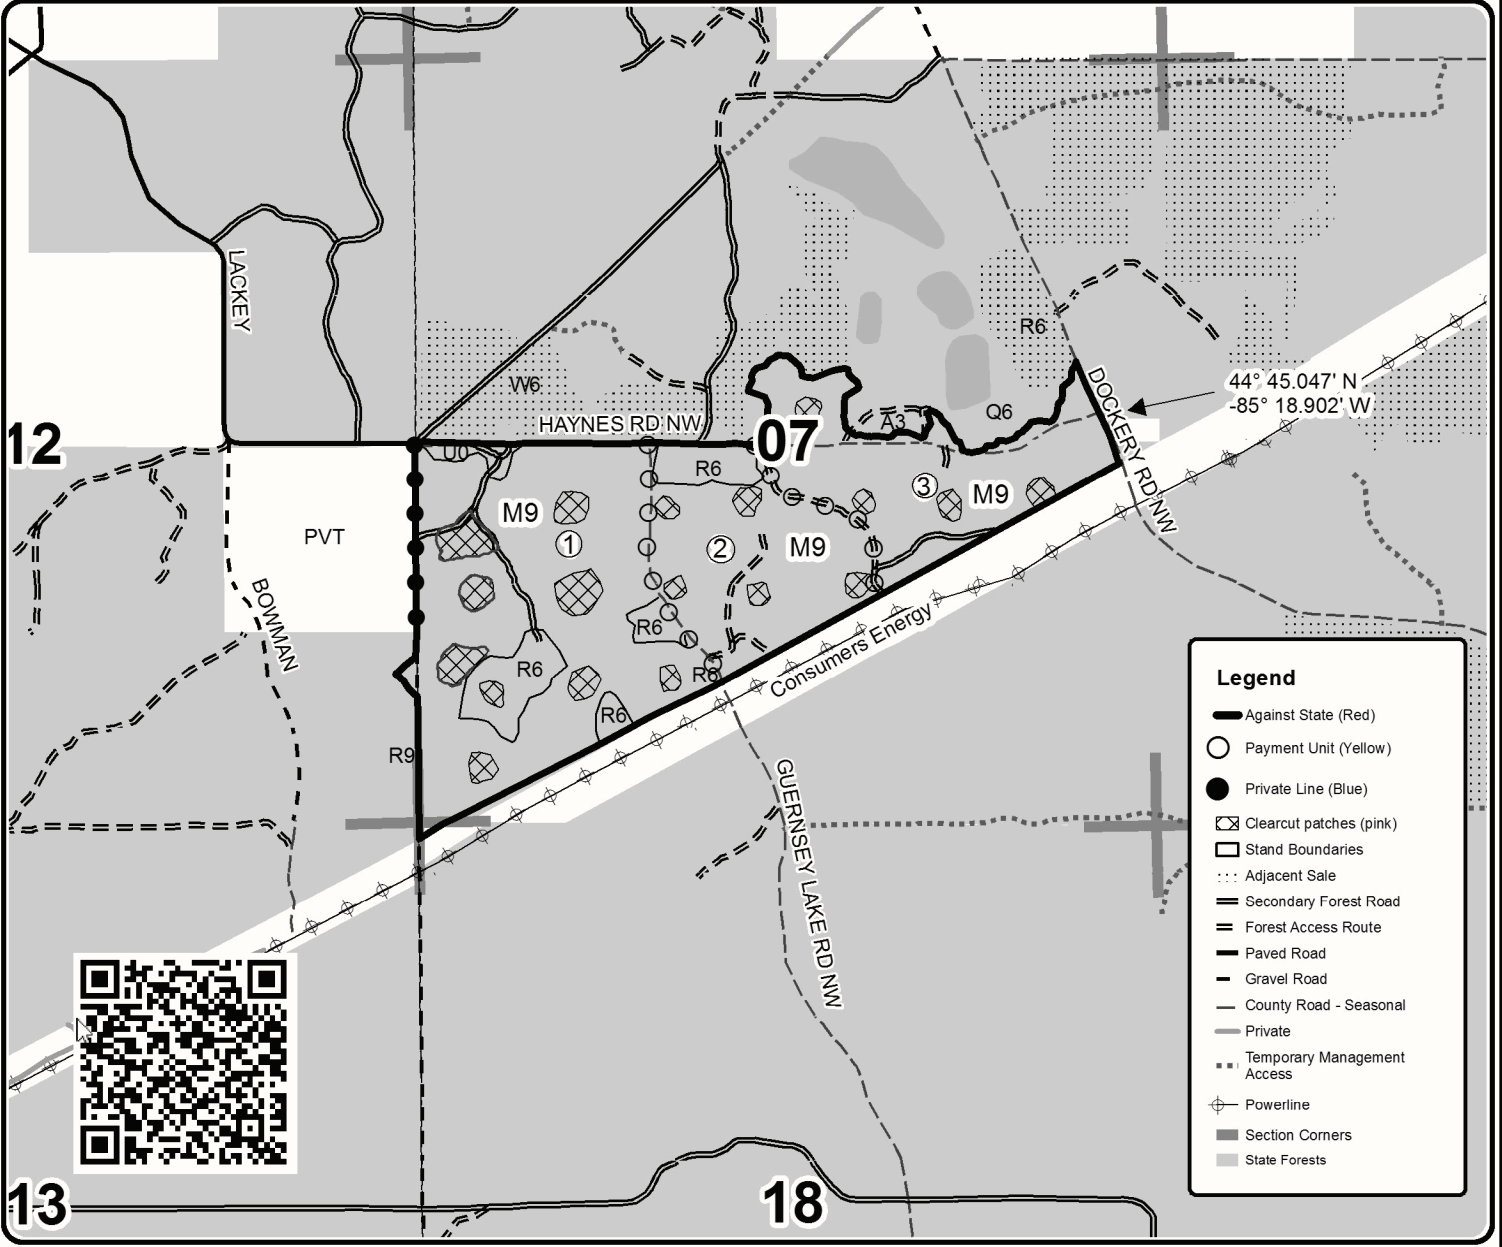 LACKEY
R6
W6
44° 45.047' N
-85° 18.902' W
DOCKERY RD NW
HAYNES RD NW
Q6
A3
12
07
U0
R6
3
M9
M9
PVT
1
2
M9
BOWMAN
R6
Consumers Energy
R6
R6
R6
R9
GUERNSEY LAKE RD NW
13
18
Legend
Against State (Red)
Payment Unit (Yellow)
Private Line (Blue)
Clearcut patches (pink)
Stand Boundaries
Adjacent Sale
Secondary Forest Road
Forest Access Route
Paved Road
Gravel Road
County Road - Seasonal
Private
Temporary Management
Access
Powerline
Section Corners
State Forests